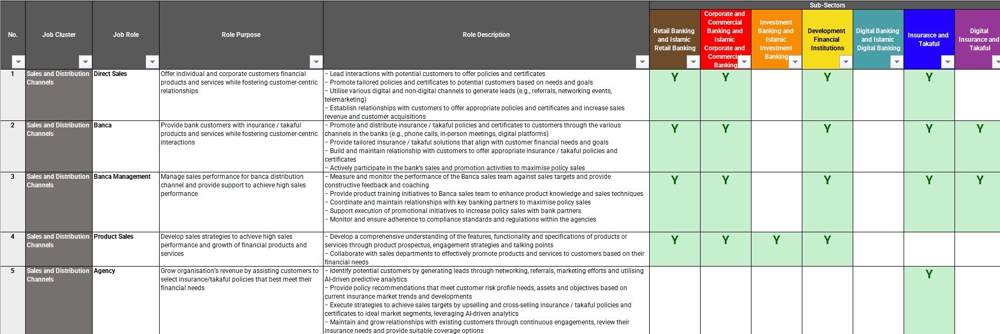 Sub-Sectors
No.
Job Cluster
Job Role
Role Purpose
Role Description
Retail Banking
and Islamic
Retail Banking
Corporate and
Commercial
Banking and
Islamic
Corporate and
Commercial
Banking
Investment
Banking and
Islamic
Investment
Banking
Development
Financial
Institutions
Digital Banking
and Islamic
Digital Banking
Insurance and
Takaful
Digital
Insurance and
Takaful
1
Sales and Distribution
Channels
Direct Sales
Offer individual and corporate customers financial
products and services while fostering customer-centric
relationships
− Lead interactions with potential customers to offer policies and certificates
− Promote tailored policies and certificates to potential customers based on needs and goals
− Utilise various digital and non-digital channels to generate leads (e.g., referrals, networking events,
telemarketing)
− Establish relationships with customers to offer appropriate policies and certificates and increase sales
revenue and customer acquisitions
Y Y Y Y
2
Sales and Distribution
Channels
Banca
Provide bank customers with insurance / takaful
products and services while fostering customer-centric
interactions
− Promote and distribute insurance / takaful policies and certificates to customers through the various
channels in the banks (e.g., phone calls, in-person meetings, digital platforms)
− Provide tailored insurance / takaful solutions that align with customer financial needs and goals
− Build and maintain relationship with customers to offer appropriate insurance / takaful policies and
certificates
− Actively participate in the bank's sales and promotion activities to maximise policy sales
Y Y Y Y Y
3
Sales and Distribution
Channels
Banca Management
Manage sales performance for banca distribution
channel and provide support to achieve high sales
performance
− Measure and monitor the performance of the Banca sales team against sales targets and provide
constructive feedback and coaching
− Provide product training initiatives to Banca sales team to enhance product knowledge and sales techniques
− Coordinate and maintain relationships with key banking partners to maximise policy sales
− Support execution of promotional initiatives to increase policy sales with bank partners
− Monitor and ensure adherence to compliance standards and regulations within the agencies
Y Y Y Y Y
4
Sales and Distribution
Channels
Product Sales
Develop sales strategies to achieve high sales
performance and growth of financial products and
services
− Develop a comprehensive understanding of the features, functionality and specifications of products or
services through product prospectus, engagement strategies and talking points
− Collaborate with sales departments to effectively promote products and services to customers based on their
financial needs
Y Y Y Y
5
Sales and Distribution
Channels
Agency
Grow organisation's revenue by assisting customers to
select insurance/takaful policies that best meet their
financial needs
− Identify potential customers by generating leads through networking, referrals, marketing efforts and utilising
AI-driven predictive analytics
− Provide policy recommendations that meet customer risk profile needs, assets and objectives based on
current insurance market trends and developments
− Execute strategies to achieve sales targets by upselling and cross-selling insurance / takaful policies and
certificates to ideal market segments, leveraging AI-driven analytics
− Maintain and grow relationships with existing customers through continuous engagements, review their
insurance needs and provide suitable coverage options
Y